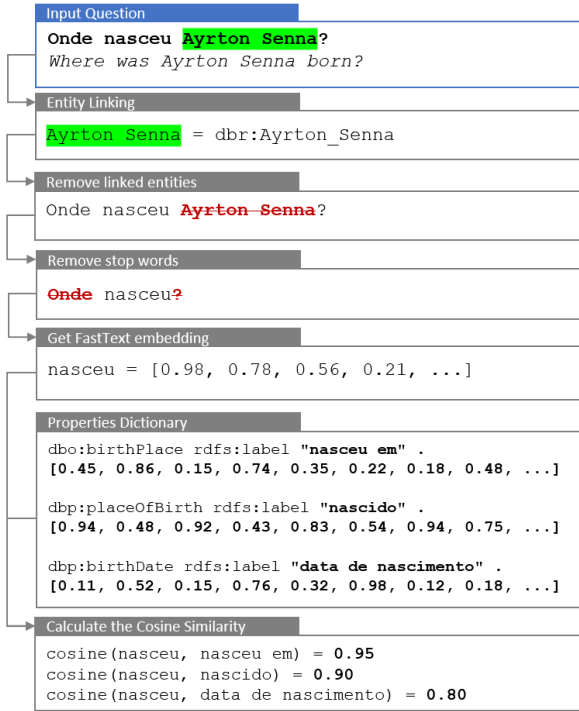 Input Question
Onde nasceu Ayrton Senna?
Where was Ayrton Senna born?
Entity Linking
Ayrton Senna = dbr:Ayrton_Senna
Remove linked entities
Onde nasceu Ayrton Senna?
Remove stop words
Onde nasceu?
Get FastText embedding
nasceu = [0.98, 0.78, 0.56, 0.21, ...]
Properties Dictionary
dbo:birthPlace rdfs:label "nasceu em" .
[0.45, 0.86, 0.15, 0.74, 0.35, 0.22, 0.18, 0.48, ...]
dbp:placeOfBirth rdfs:label "nascido" .
[0.94, 0.48, 0.92, 0.43, 0.83, 0.54, 0.94, 0.75, ...]
dbp:birthDate rdfs:label "data de nascimento" .
[0.11, 0.52, 0.15, 0.76, 0.32, 0.98, 0.12, 0.18, ...]
Calculate the Cosine Similarity
cosine(nasceu, nasceu em) = 0.95
cosine(nasceu, nascido) = 0.90
cosine(nasceu, data de nascimento) = 0.80